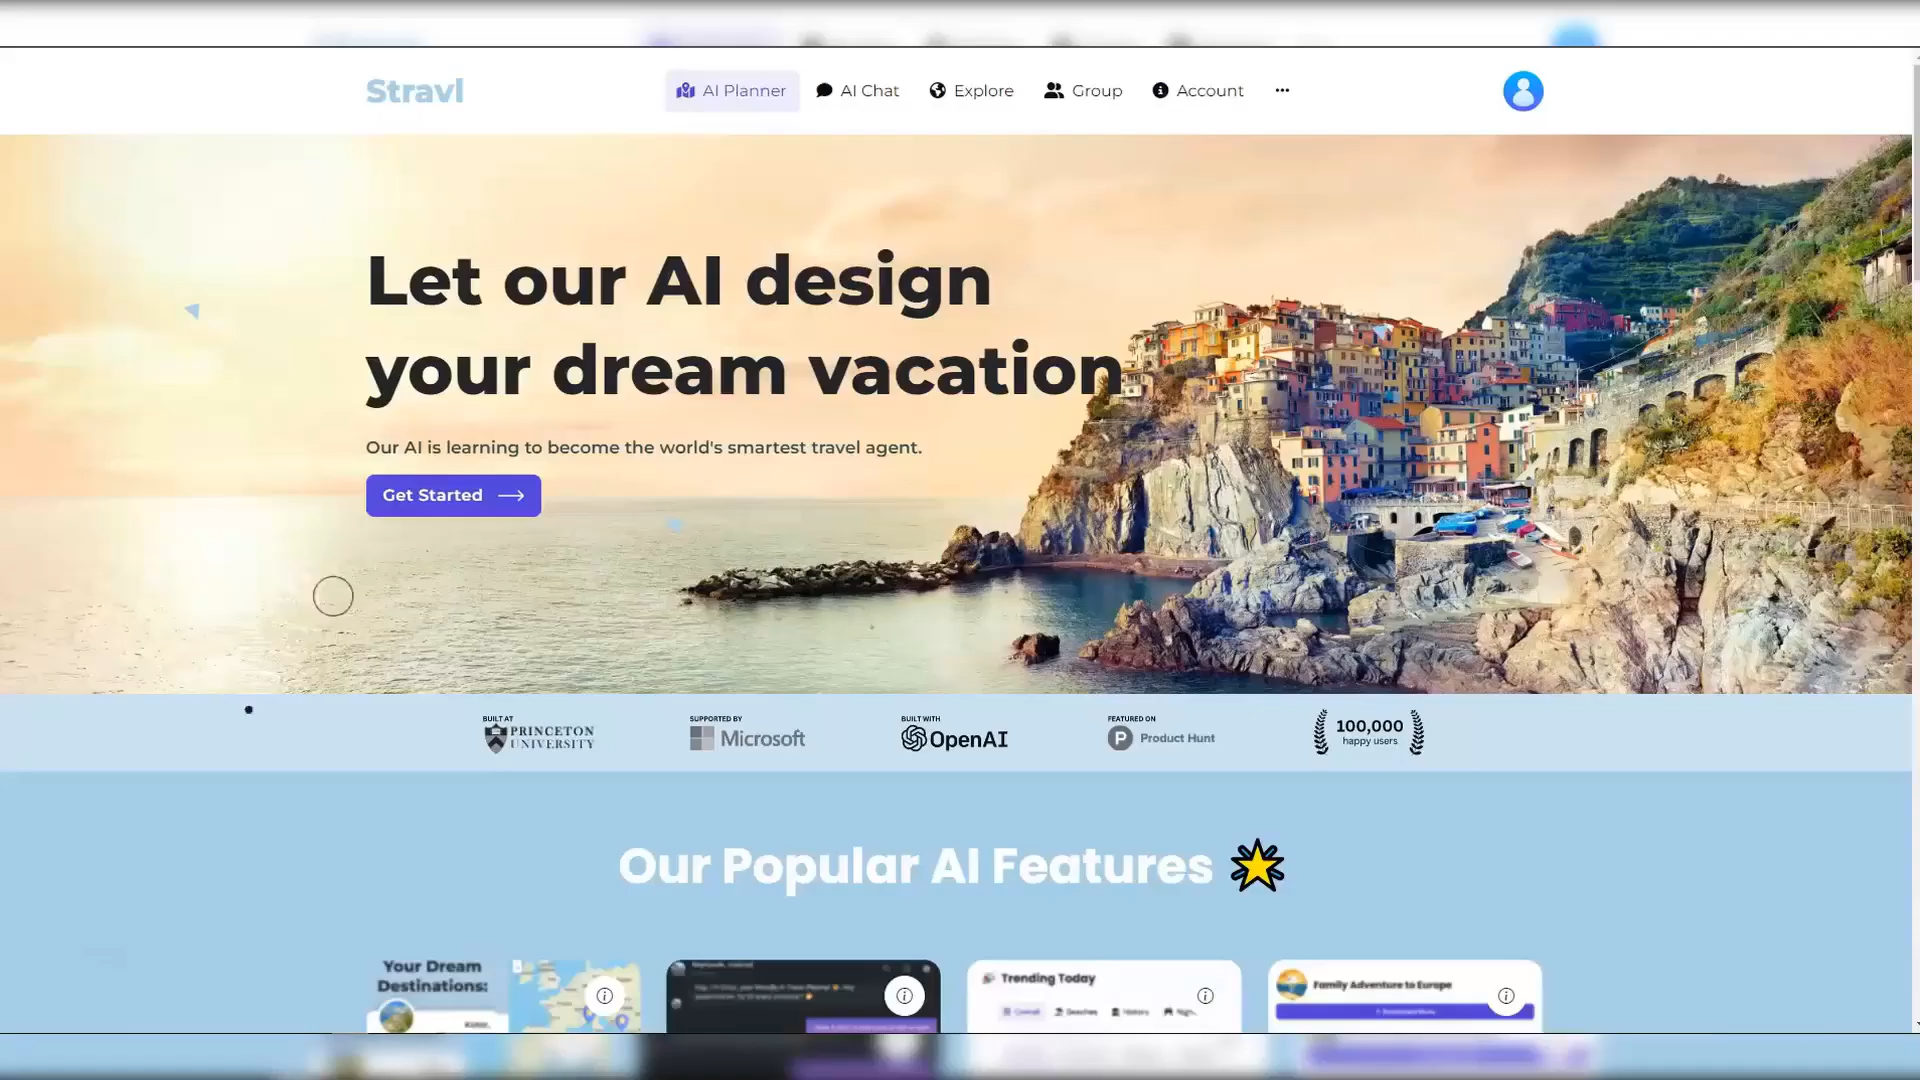 Stravl
AI Planner
AI Chat
Explore
Group
Account
Let our AI design
your dream vacation
Our AI is learning to become the world's smartest travel agent.
Get Started
BUILT AT
PRINCETON
UNIVERSITY
SUPPORTED BY
Microsoft
BUILT WITH
OpenAI
FEATURED ON
P
Product Hunt
100,000
happy users
Our Popular AI Features
Your Dream
Destinations:
Trending Today
Overall
Beaches
History
Family Adventure to Europe